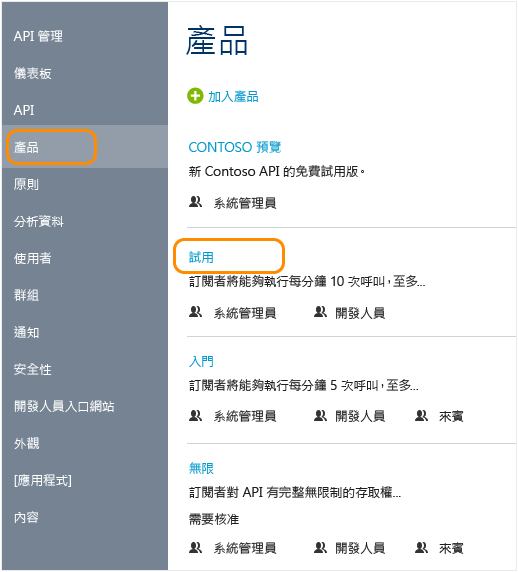 API 管理
儀表板
API
產品
原則
分析資料
使用者
群組
通知
安全性
開發人員入口網站
外觀
[應用程式]
內容
產品
加入產品
CONTOSO 預覽
新 Contoso API 的免費試用版。
系統管理員
試用
訂閱者將能夠執行每分鐘 10 次呼叫，至多...
系統管理員 開發人員
入門
訂閱者將能夠執行每分鐘 5 次呼叫，至多...
系統管理員 開發人員 來賓
無限
訂閱者對 API 有完整無限制的存取權...
需要核准
系統管理員 開發人員 來賓